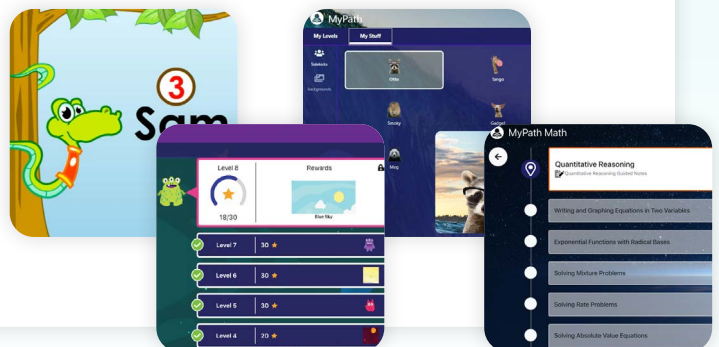 3
Sam
MyPath
My Levels
My Stuff
Sidekicks
backgrounds
Otto
Tango
Smoky
Gadget
Mog
Level 8
Rewards
18/30
Blue Sky
Level 7
30
Level 6
30
Level 5
30
Level 4
20
MyPath Math
Quantitative Reasoning
Quantitative Reasoning Guided Notes
Writing and Graphing Equations in Two Variables
Exponential Functions with Radical Bases
Solving Mixture Problems
Solving Rate Problems
Solving Absolute Value Equations